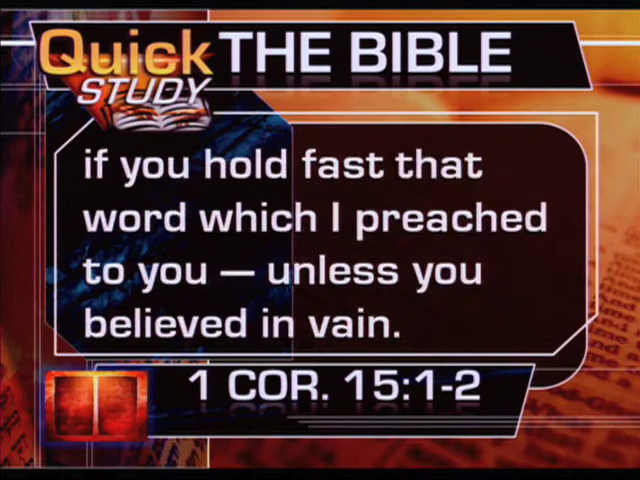 Quick STUDY THE BIBLE
if you hold fast that
word which I preached
to you — unless you
believed in vain.
1 COR. 15:1-2